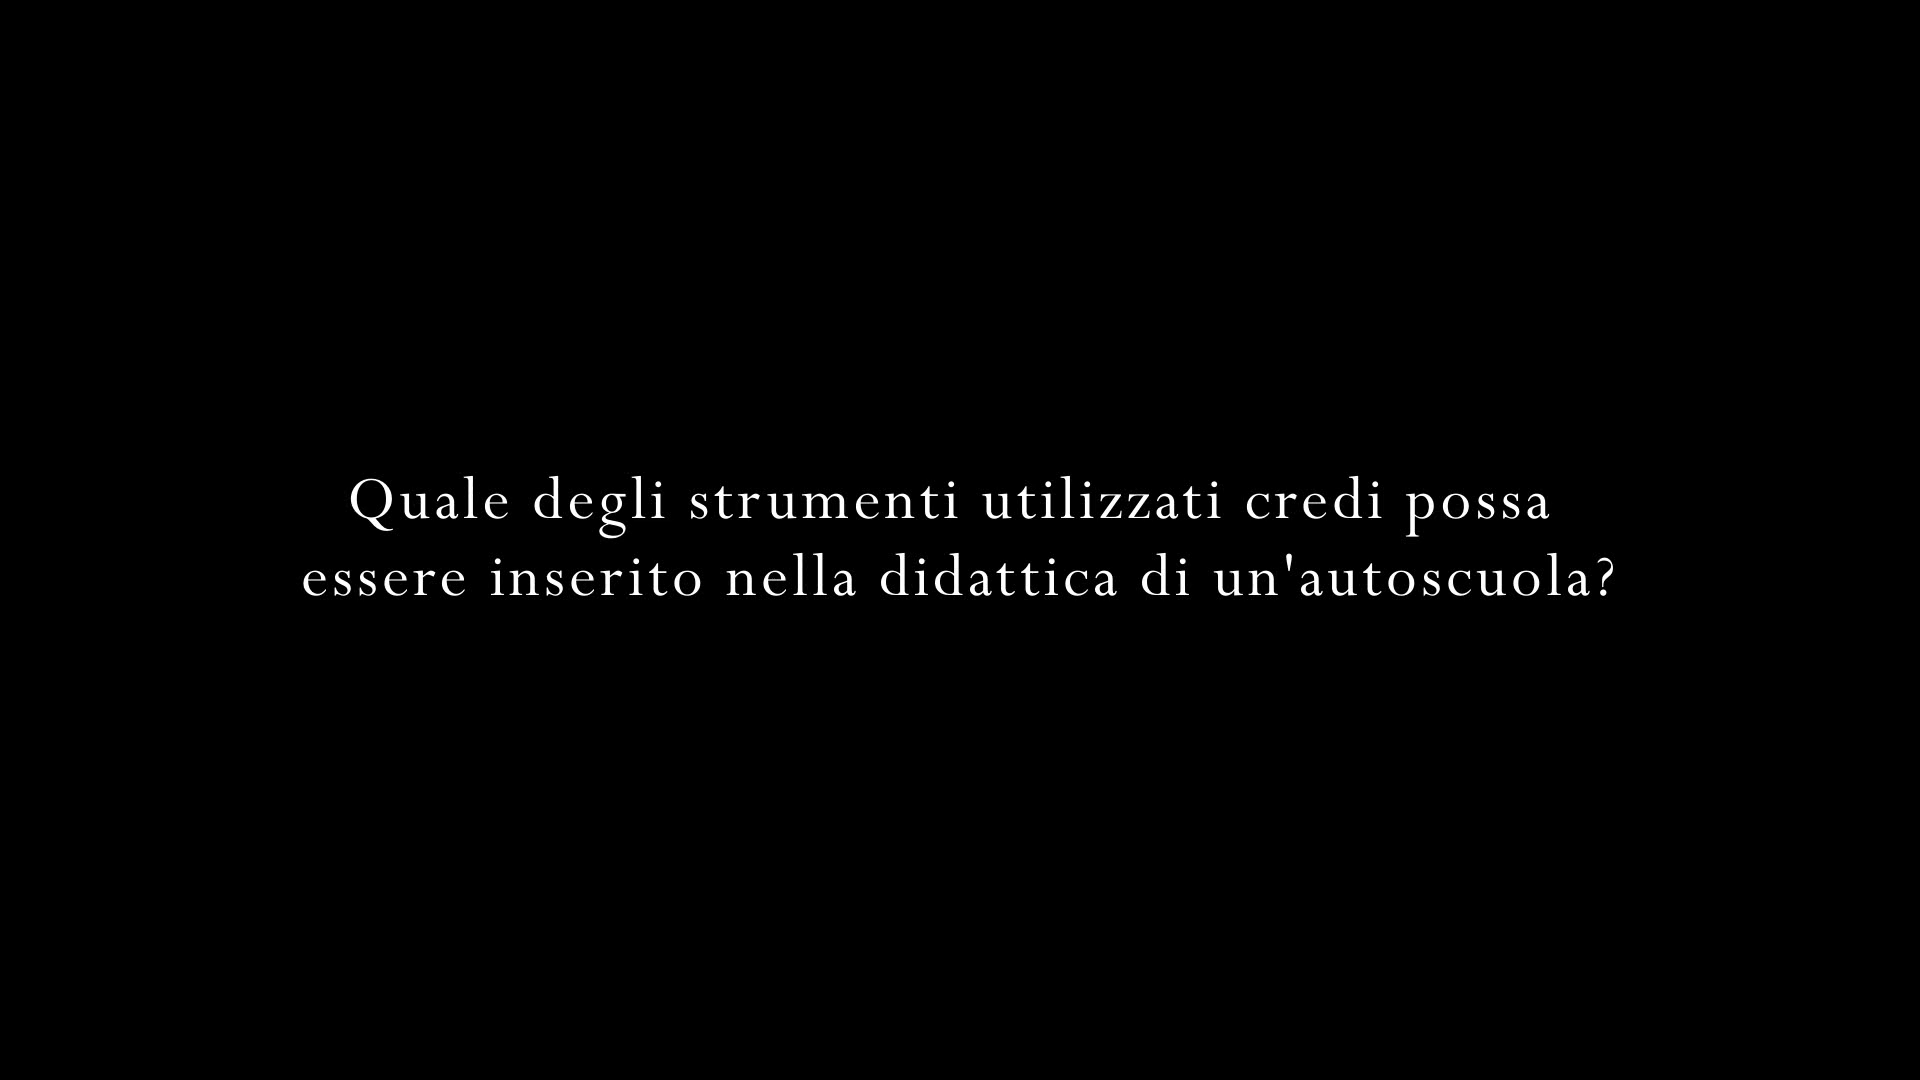 Quale degli strumenti utilizzati credi possa
essere inserito nella didattica di un'autoscuola?